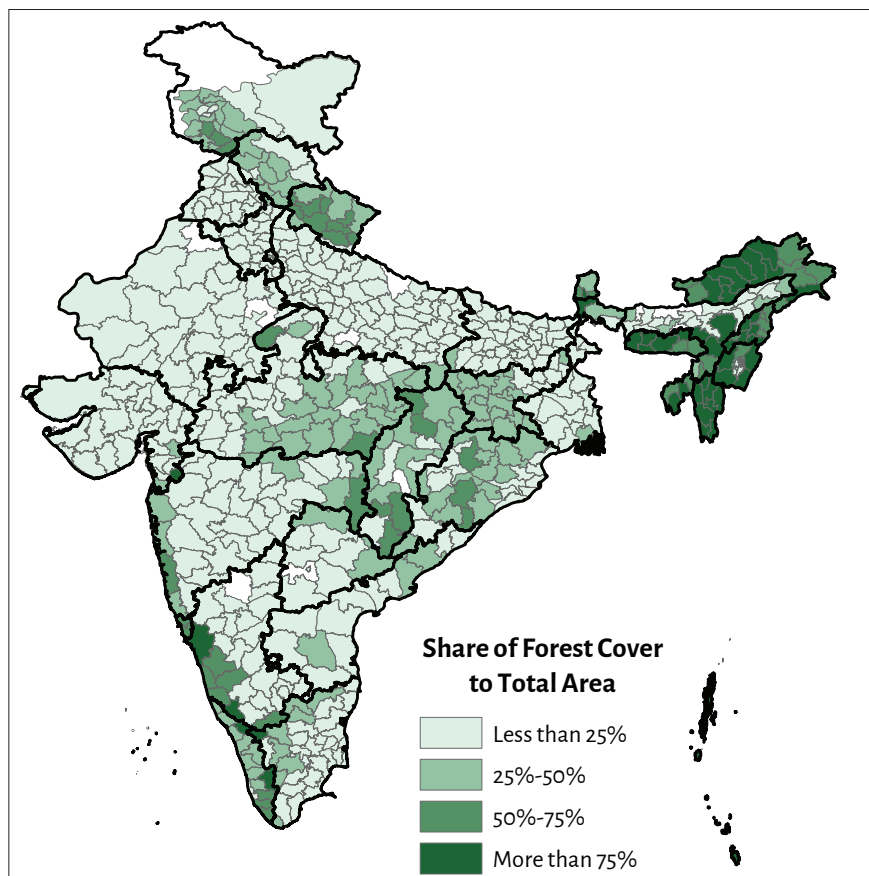 Share of Forest Cover
to Total Area
Less than 25%
25%-50%
50%-75%
More than 75%